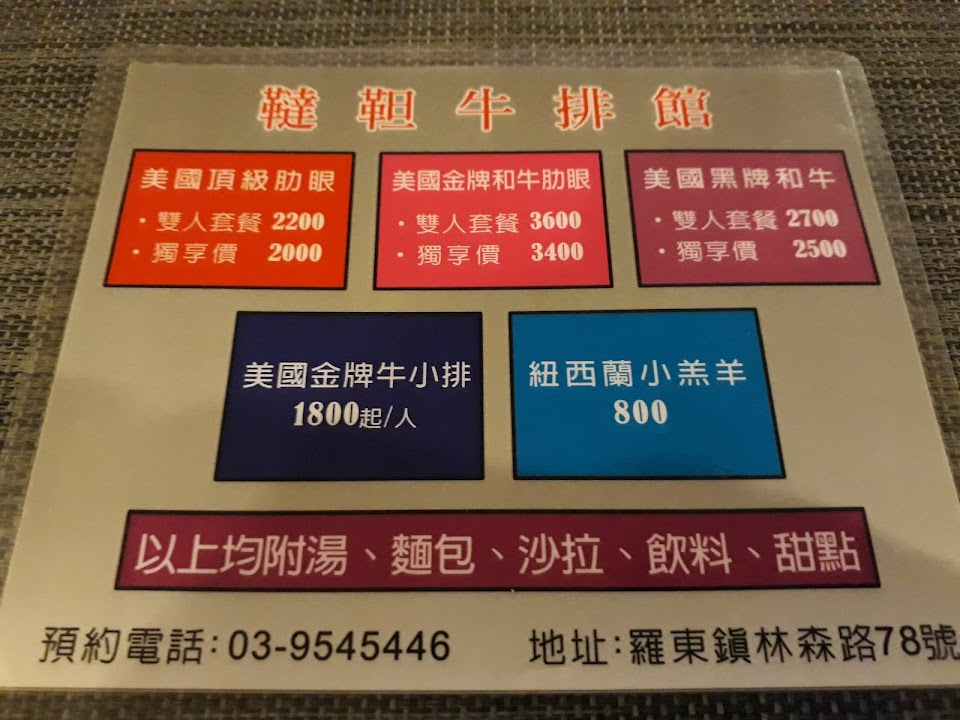 韃靼牛排館
美國頂級肋眼
・雙人套餐 2200
・獨享價 2000
美國金牌和牛肋眼
・雙人套餐 3600
・獨享價 3400
美國黑牌和牛
・雙人套餐 2700
・獨享價 2500
美國金牌牛小排
1800起/人
紐西蘭小羔羊
800
以上均附湯、麵包、沙拉、飲料、甜點
預約電話:03-9545446 地址:羅東鎮林森路78號